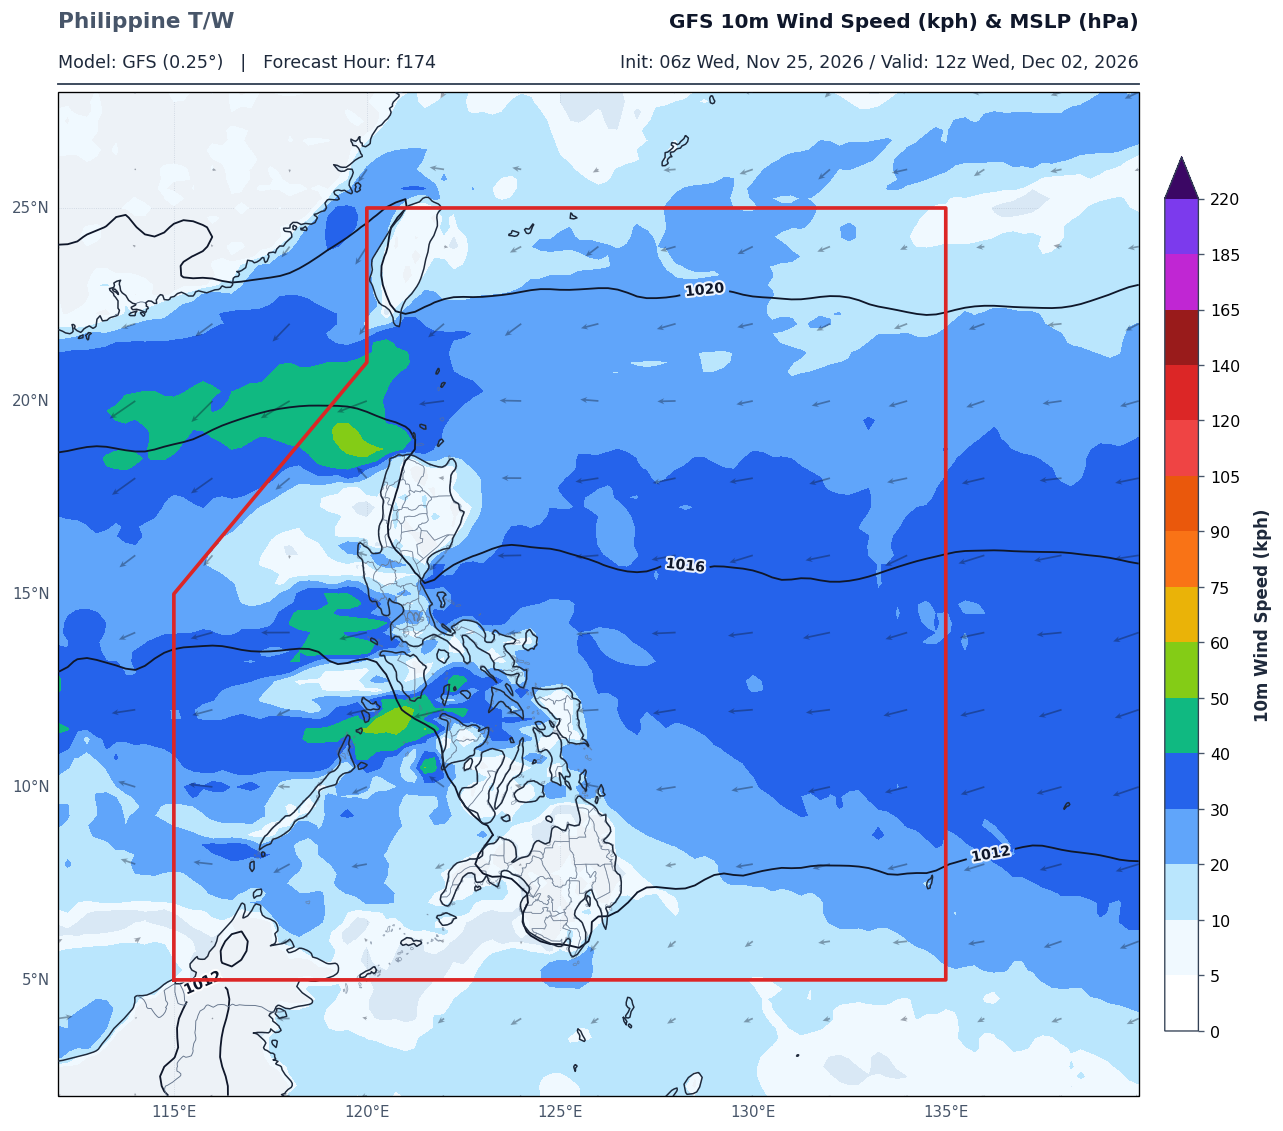 Philippine T/W
GFS 10m Wind Speed (kph) & MSLP (hPa)
Model: GFS (0.25°)   |   Forecast Hour: f174
Init: 06z Wed, Nov 25, 2026 / Valid: 12z Wed, Dec 02, 2026
25°N
20°N
15°N
10°N
5°N
115°E
120°E
125°E
130°E
135°E
1020
1016
1012
1012
220
185
165
140
120
105
90
75
60
50
40
30
20
10
5
0
10m Wind Speed (kph)